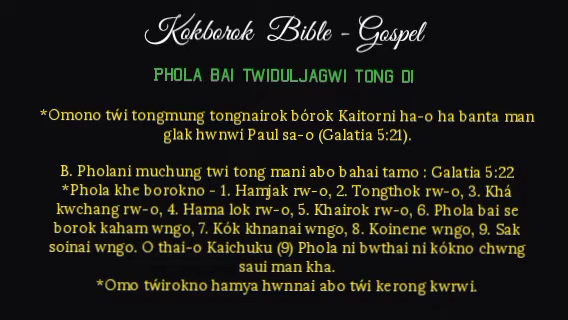 Kokborok Bible - Gospel
PHOLA BAI TWIDULJAGWI TONG DI
*Omono tẃi tongmung tongnairok bórok Kaitorni ha-o ha banta man
glak hwnwi Paul sa-o (Galatia 5:21).
B. Pholani muchung twi tong mani abo bahai tamo : Galatia 5:22
*Phola khe borokno - 1. Hamjak rw-o, 2. Tongthok rw-o, 3. Khá
kwchang rw-o, 4. Hama lok rw-o, 5. Khairok rw-o, 6. Phola bai se
borok kaham wngo, 7. Kók khnanai wngo, 8. Koinene wngo, 9. Sak
soinai wngo. O thai-o Kaichuku (9) Phola ni bwthai ni kókno chwng
saui man kha.
*Omo tẃirokno hamya hwnnai abo tẃi kerong kwrwi.